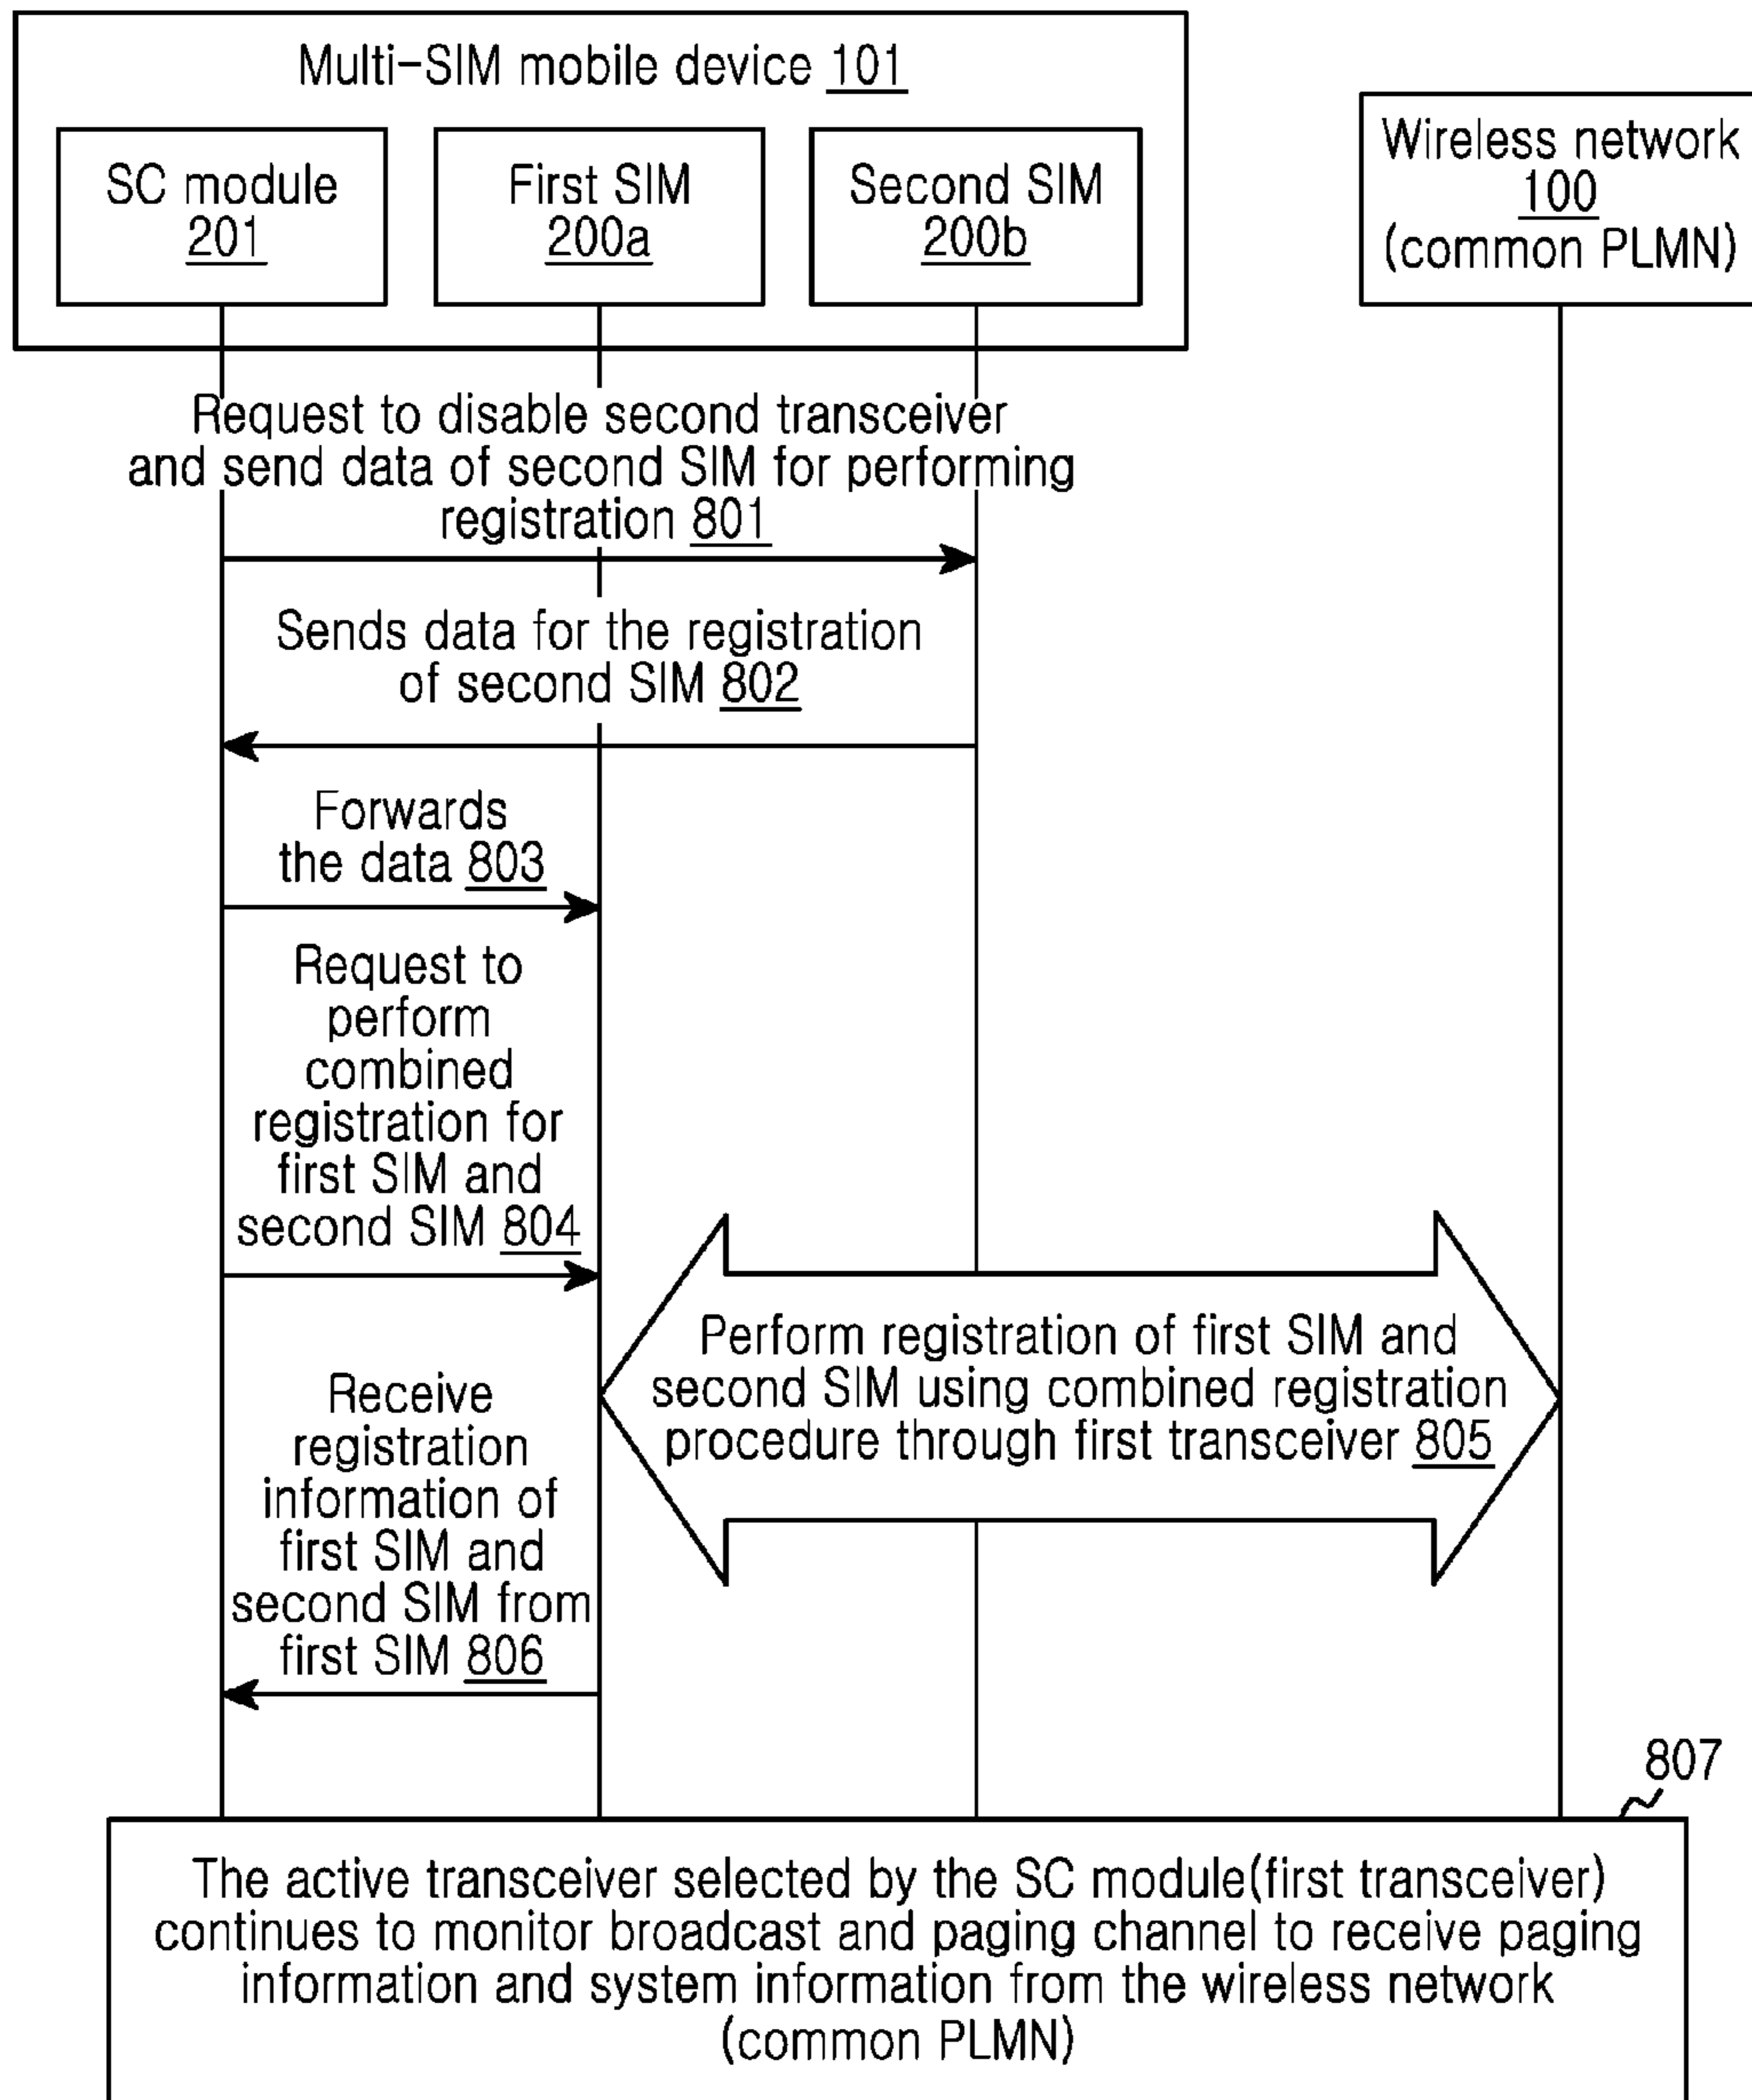 Multi-SIM mobile device 101
SC module
201
First SIM
200a
Second SIM
200b
Wireless network
100
(common PLMN)
Request to disable second transceiver
and send data of second SIM for performing
registration 801
Sends data for the registration
of second SIM 802
Forwards
the data 803
Request to
perform
combined
registration for
first SIM and
second SIM 804
Perform registration of first SIM and
second SIM using combined registration
procedure through first transceiver 805
Receive
registration
information of
first SIM and
second SIM from
first SIM 806
807
The active transceiver selected by the SC module(first transceiver)
continues to monitor broadcast and paging channel to receive paging
information and system information from the wireless network
(common PLMN)